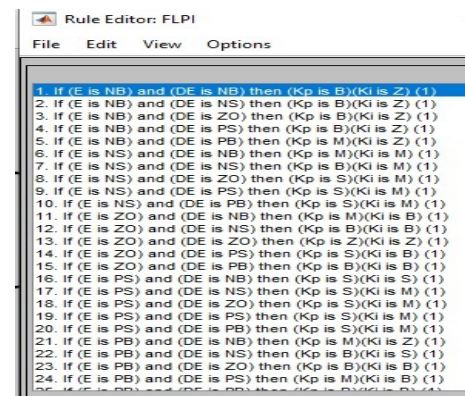 Rule Editor: FLPI
File Edit View Options
1. If (E is NB) and (DE is NB) then (Kp is B)(Ki is Z) (1)
2. If (E is NB) and (DE is NS) then (Kp is B)(Ki is Z) (1)
3. If (E is NB) and (DE is ZO) then (Kp is B)(Ki is Z) (1)
4. If (E is NB) and (DE is PS) then (Kp is B)(Ki is Z) (1)
5. If (E is NB) and (DE is PB) then (Kp is M)(Ki is Z) (1)
6. If (E is NS) and (DE is NB) then (Kp is M)(Ki is M) (1)
7. If (E is NS) and (DE is NS) then (Kp is B)(Ki is M) (1)
8. If (E is NS) and (DE is ZO) then (Kp is S)(Ki is M) (1)
9. If (E is NS) and (DE is PS) then (Kp is S)(Ki is M) (1)
10. If (E is NS) and (DE is PB) then (Kp is S)(Ki is M) (1)
11. If (E is ZO) and (DE is NB) then (Kp is M)(Ki is B) (1)
12. If (E is ZO) and (DE is NS) then (Kp is B)(Ki is B) (1)
13. If (E is ZO) and (DE is ZO) then (Kp is Z)(Ki is Z) (1)
14. If (E is ZO) and (DE is PS) then (Kp is S)(Ki is B) (1)
15. If (E is ZO) and (DE is PB) then (Kp is B)(Ki is B) (1)
16. If (E is PS) and (DE is NB) then (Kp is S)(Ki is S) (1)
17. If (E is PS) and (DE is NS) then (Kp is S)(Ki is M) (1)
18. If (E is PS) and (DE is ZO) then (Kp is S)(Ki is M) (1)
19. If (E is PS) and (DE is PS) then (Kp is S)(Ki is M) (1)
20. If (E is PS) and (DE is PB) then (Kp is S)(Ki is M) (1)
21. If (E is PB) and (DE is NB) then (Kp is M)(Ki is Z) (1)
22. If (E is PB) and (DE is NS) then (Kp is B)(Ki is S) (1)
23. If (E is PB) and (DE is ZO) then (Kp is B)(Ki is B) (1)
24. If (E is PB) and (DE is PS) then (Kp is M)(Ki is B) (1)